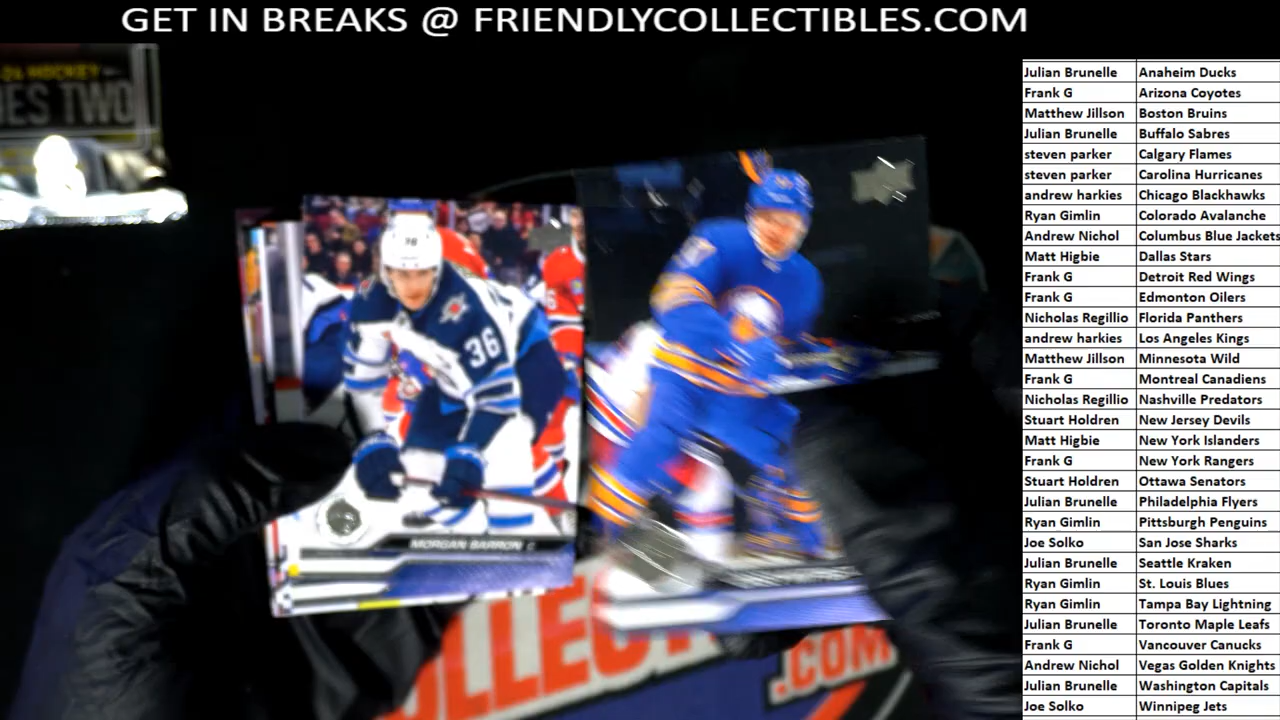 GET IN BREAKS @ FRIENDLYCOLLECTIBLES.COM
HOCKEY
TWO
Julian Brunelle Anaheim Ducks
Frank G Arizona Coyotes
Matthew Jillson Boston Bruins
Julian Brunelle Buffalo Sabres
steven parker Calgary Flames
steven parker Carolina Hurricanes
andrew harkies Chicago Blackhawks
Ryan Gimlin Colorado Avalanche
Andrew Nichol Columbus Blue Jackets
Matt Higbie Dallas Stars
Frank G Detroit Red Wings
Frank G Edmonton Oilers
Nicholas Regillio Florida Panthers
andrew harkies Los Angeles Kings
Matthew Jillson Minnesota Wild
Frank G Montreal Canadiens
Nicholas Regillio Nashville Predators
Stuart Holdren New Jersey Devils
Matt Higbie New York Islanders
Frank G New York Rangers
Stuart Holdren Ottawa Senators
Julian Brunelle Philadelphia Flyers
Ryan Gimlin Pittsburgh Penguins
Joe Solko San Jose Sharks
Julian Brunelle Seattle Kraken
Ryan Gimlin St. Louis Blues
Ryan Gimlin Tampa Bay Lightning
Julian Brunelle Toronto Maple Leafs
Frank G Vancouver Canucks
Andrew Nichol Vegas Golden Knights
Julian Brunelle Washington Capitals
Joe Solko Winnipeg Jets
36
36
MORGAN BARRON C
.COM